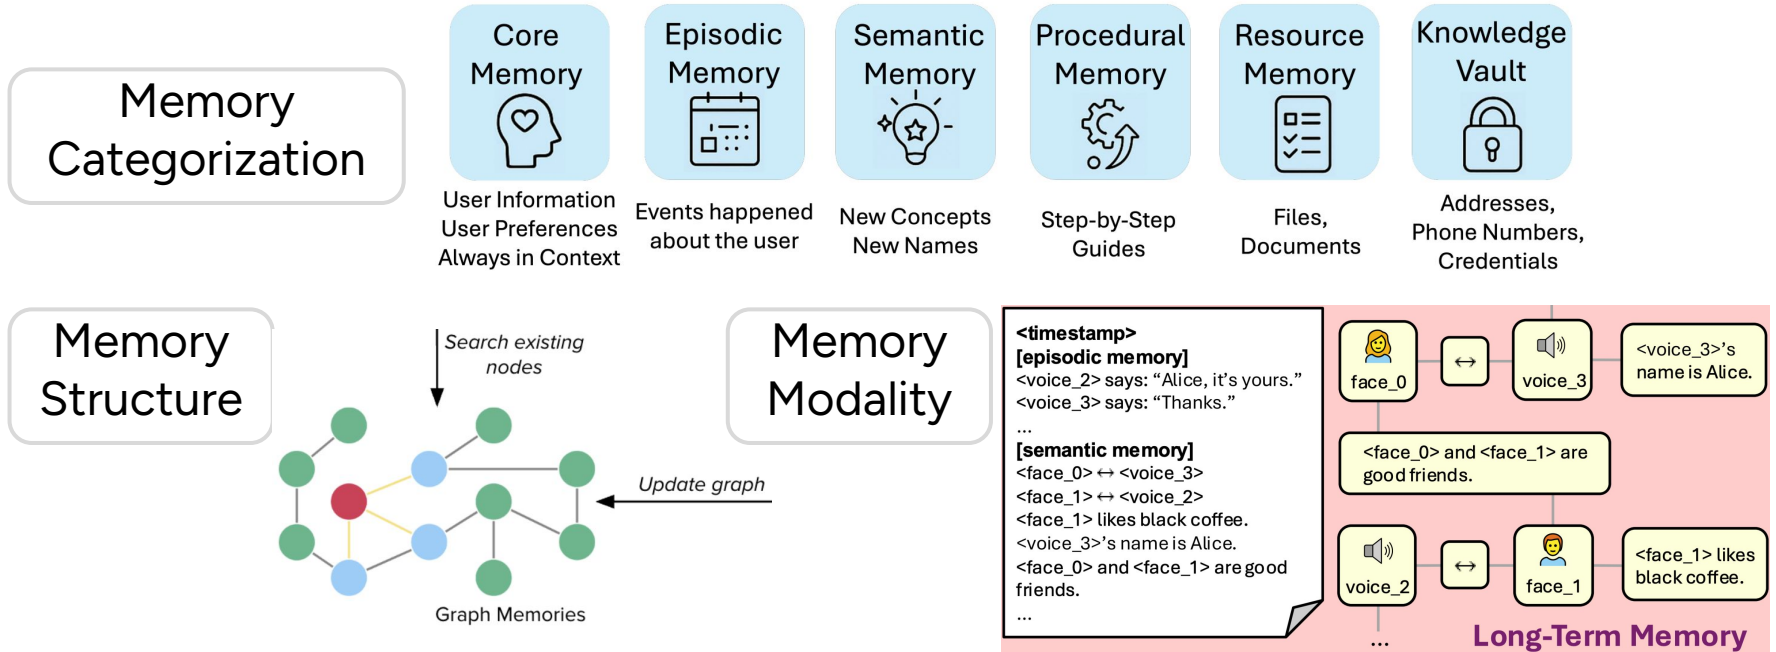 Memory
Categorization
Core
Memory
User Information
User Preferences
Always in Context
Episodic
Memory
Events happened
about the user
Semantic
Memory
New Concepts
New Names
Procedural
Memory
Step-by-Step
Guides
Resource
Memory
Files,
Documents
Knowledge
Vault
Addresses,
Phone Numbers,
Credentials
Memory
Structure
Search existing
nodes
Update graph
Graph Memories
Memory
Modality
<timestamp>
[episodic memory]
<voice_2> says: “Alice, it’s yours.”
<voice_3> says: “Thanks.”
...
[semantic memory]
<face_0> ↔ <voice_3>
<face_1> ↔ <voice_2>
<face_1> likes black coffee.
<voice_3>’s name is Alice.
<face_0> and <face_1> are good
friends.
...
face_0
↔
voice_3
<voice_3>’s
name is Alice.
<face_0> and <face_1> are
good friends.
voice_2
↔
face_1
<face_1> likes
black coffee.
...
Long-Term Memory